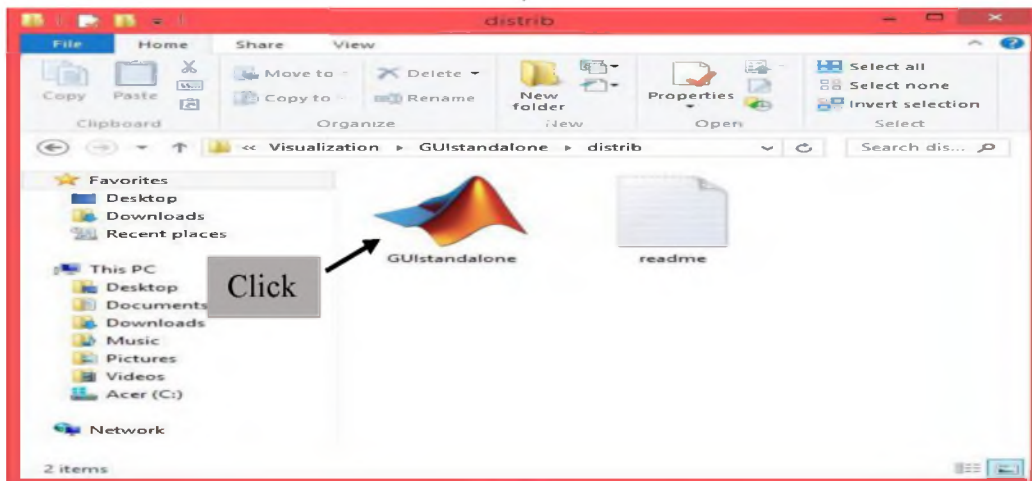 distrib
File Home Share View
Copy Paste Move to Copy to Delete Rename New folder Properties Select all Select none Invert selection
Clipboard Organize New Open Select
« Visualization GUIstandalone distrib Search dis...
Favorites
Desktop
Downloads
Recent places
This PC
Desktop
Documents
Downloads
Music
Pictures
Videos
Acer (C:)
Network
GUIstandalone readme
Click
2 items